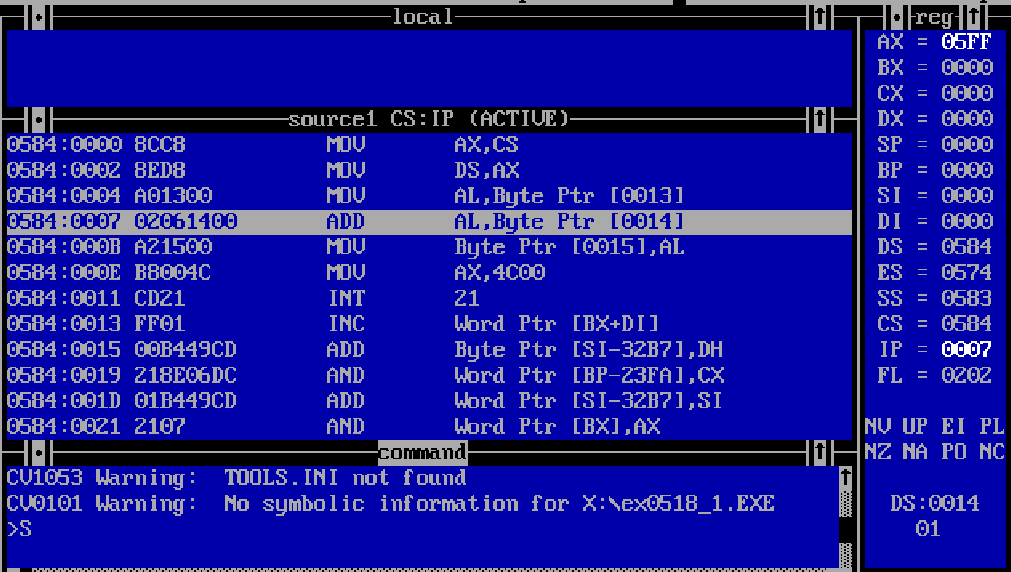 local
source1 CS:IP (ACTIVE)
0584:0000 8CC8 MOV AX,CS
0584:0002 8ED8 MOV DS,AX
0584:0004 A01300 MOV AL,Byte Ptr [0013]
0584:0007 02061400 ADD AL,Byte Ptr [0014]
0584:000B A21500 MOV Byte Ptr [0015],AL
0584:000E B8004C MOV AX,4C00
0584:0011 CD21 INT 21
0584:0013 FF01 INC Word Ptr [BX+DI]
0584:0015 00B449CD ADD Byte Ptr [SI-32B7],DH
0584:0019 218E06DC AND Word Ptr [BP-23FA],CX
0584:001D 01B449CD ADD Word Ptr [SI-32B7],SI
0584:0021 2107 AND Word Ptr [BX],AX
command
CV1053 Warning: TOOLS.INI not found
CV0101 Warning: No symbolic information for X:\ex0518_1.EXE
>S
reg
AX = 05FF
BX = 0000
CX = 0000
DX = 0000
SP = 0000
BP = 0000
SI = 0000
DI = 0000
DS = 0584
ES = 0574
SS = 0583
CS = 0584
IP = 0007
FL = 0202
NV UP EI PL
NZ NA PO NC
DS:0014
01